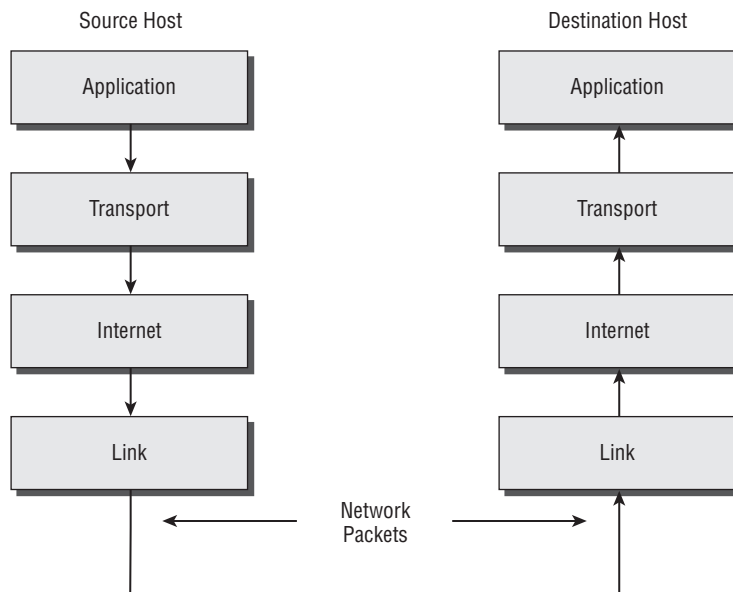 Source Host
Destination Host
Application
Application
Transport
Transport
Internet
Internet
Link
Link
Network
Packets